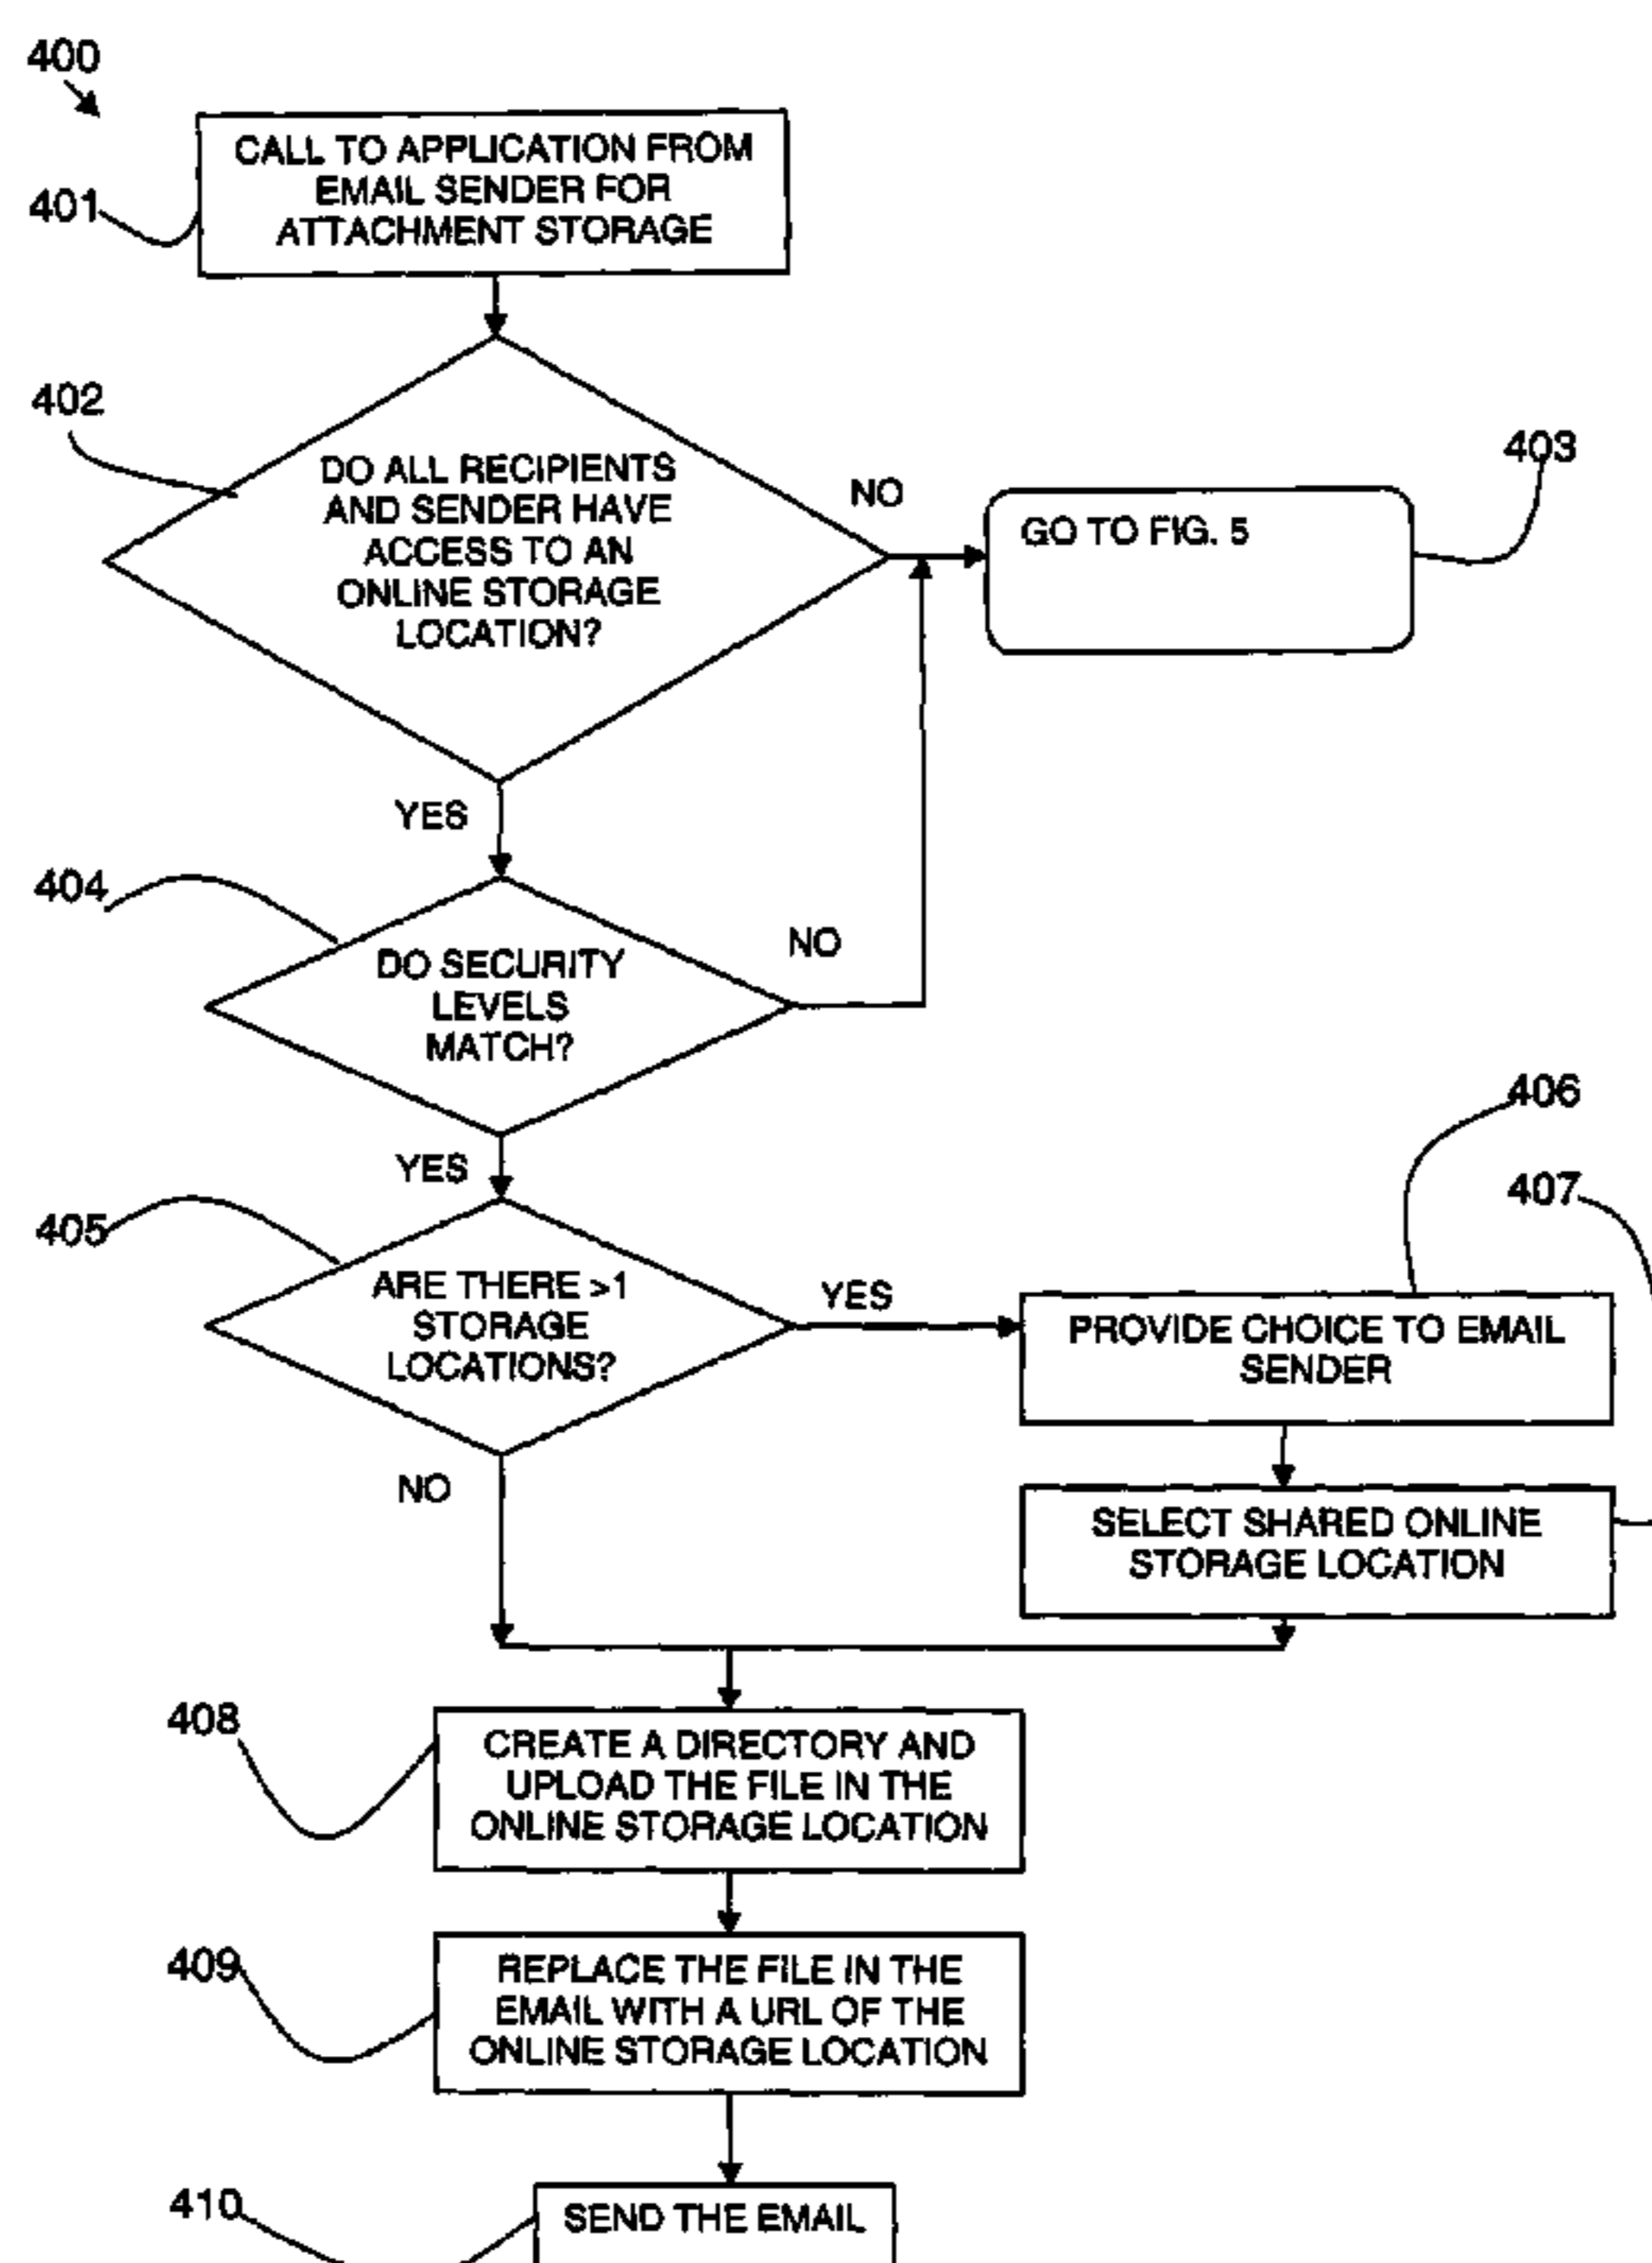 400
CALL TO APPLICATION FROM
EMAIL SENDER FOR
ATTACHMENT STORAGE
401
402
DO ALL RECIPIENTS
AND SENDER HAVE
ACCESS TO AN
ONLINE STORAGE
LOCATION?
NO
403
GO TO FIG. 5
YES
404
DO SECURITY
LEVELS
MATCH?
NO
YES
405
ARE THERE >1
STORAGE
LOCATIONS?
YES
406
407
PROVIDE CHOICE TO EMAIL
SENDER
NO
SELECT SHARED ONLINE
STORAGE LOCATION
408
CREATE A DIRECTORY AND
UPLOAD THE FILE IN THE
ONLINE STORAGE LOCATION
409
REPLACE THE FILE IN THE
EMAIL WITH A URL OF THE
ONLINE STORAGE LOCATION
410
SEND THE EMAIL